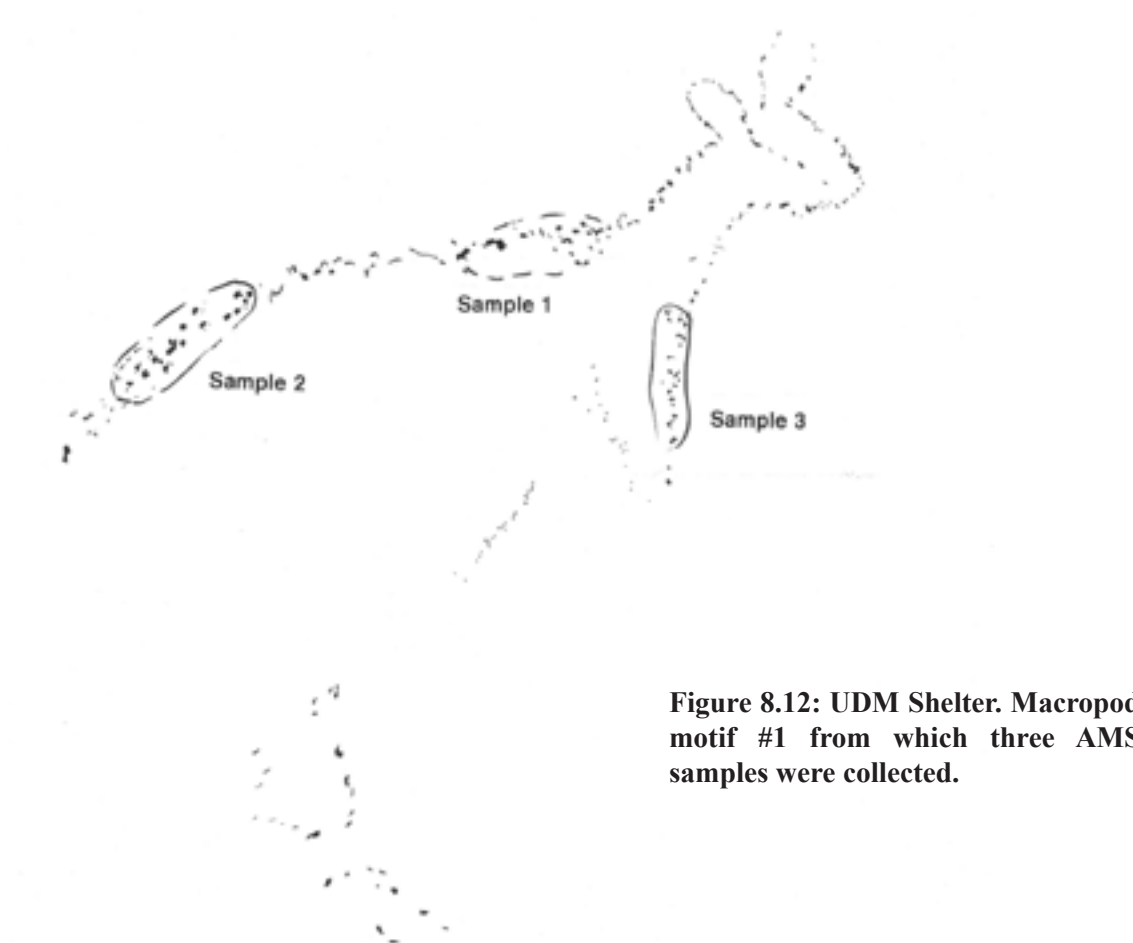 Sample 1
Sample 2
Sample 3
Figure 8.12: UDM Shelter. Macropod
motif #1 from which three AMS
samples were collected.